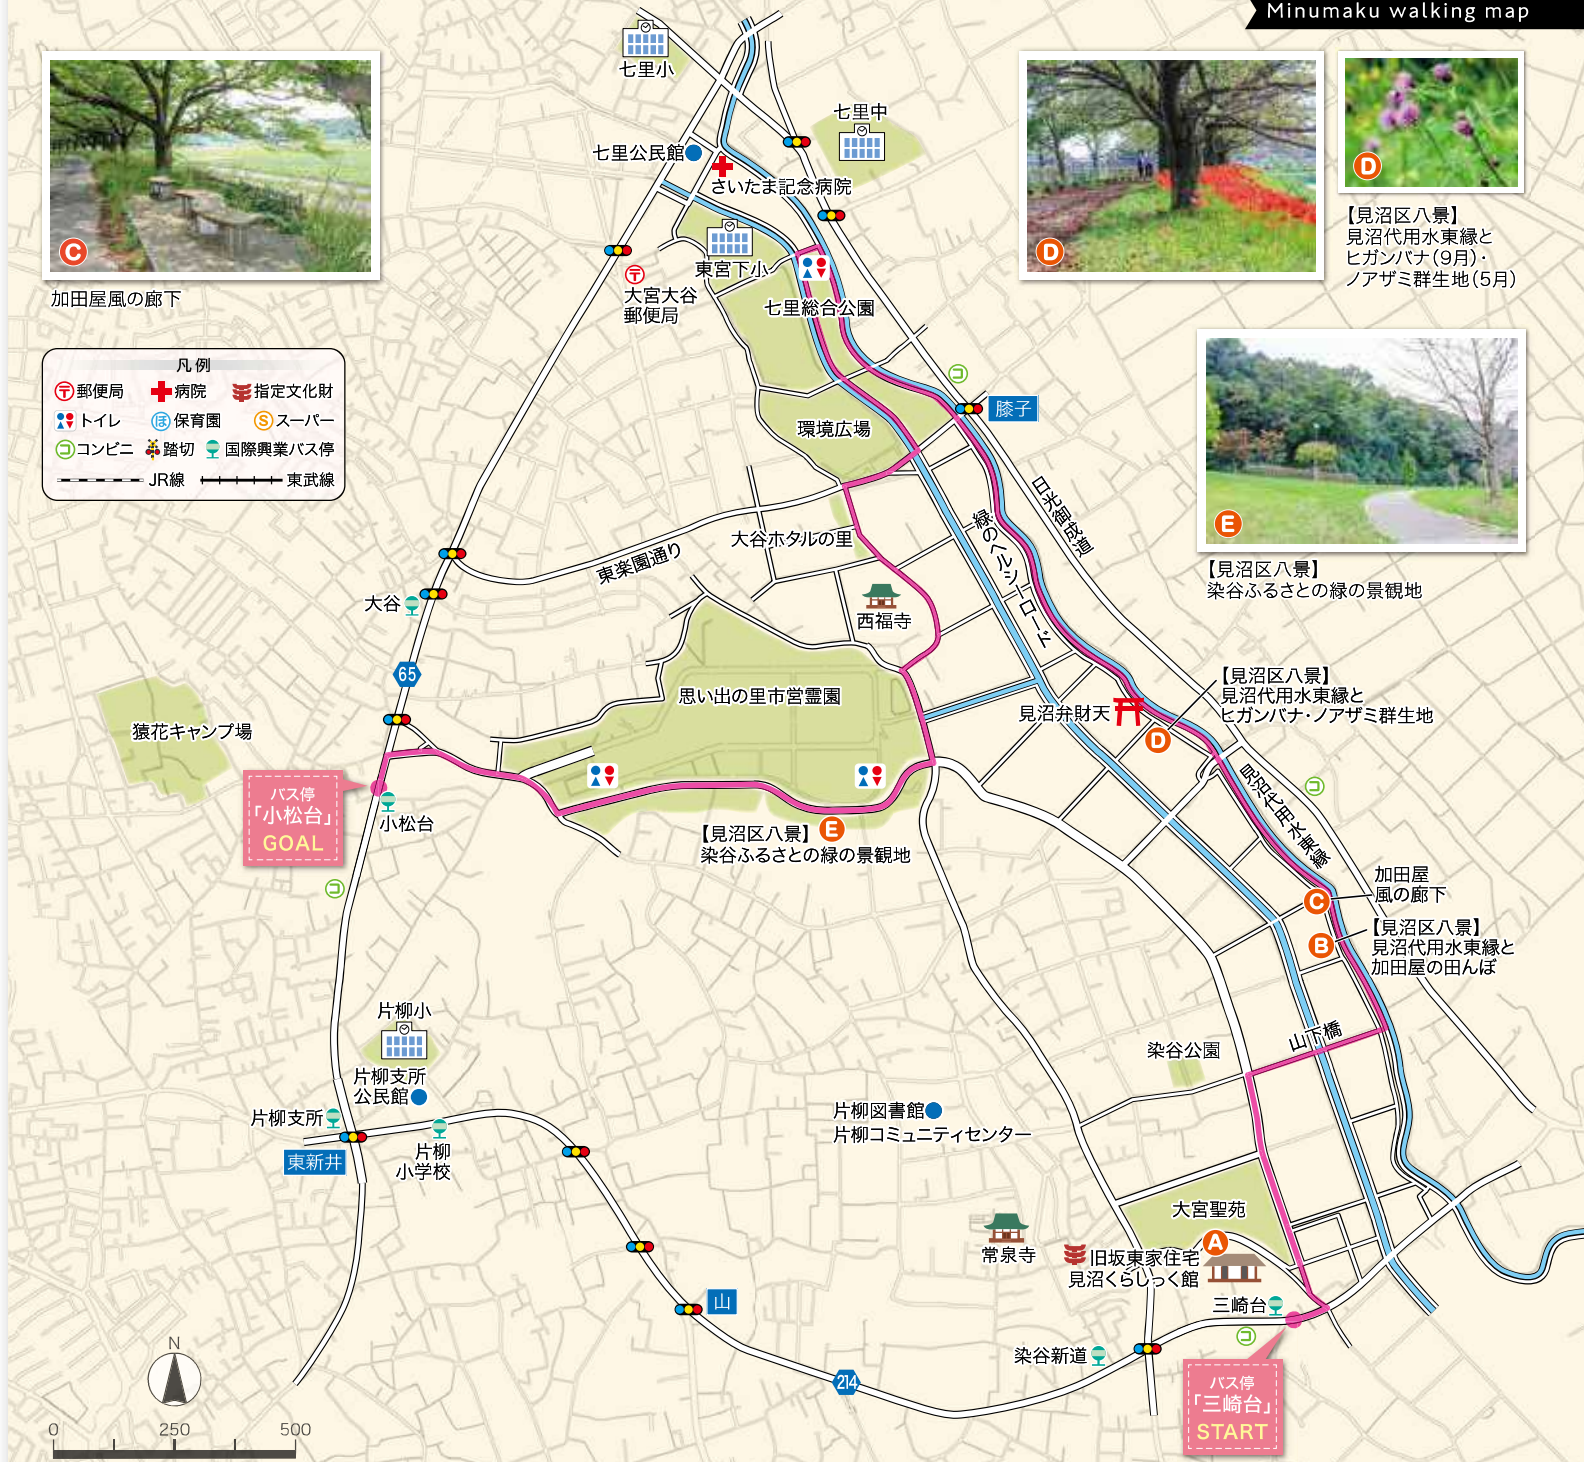 Minumaku walking map
七里小
七里中
七里公民館
さいたま記念病院
東宮下小
大宮大谷
郵便局
七里総合公園
C
加田屋風の廊下
D
D
【見沼区八景】
見沼代用水東縁と
ヒガンバナ(9月)・
ノアザミ群生地(5月)
凡例
郵便局
病院
指定文化財
トイレ
ほ
保育園
S
スーパー
コ
コンビニ
踏切
国際興業バス停
JR線
東武線
コ
膝子
環境広場
E
【見沼区八景】
染谷ふるさとの緑の景観地
日光御成道
緑のヘルシーロード
大谷ホタルの里
東楽園通り
大谷
西福寺
65
思い出の里市営霊園
見沼弁財天
【見沼区八景】
見沼代用水東縁と
ヒガンバナ・ノアザミ群生地
D
猿花キャンプ場
バス停
「小松台」
GOAL
小松台
コ
見沼代用水東縁
コ
E
【見沼区八景】
染谷ふるさとの緑の景観地
加田屋
風の廊下
C
B
【見沼区八景】
見沼代用水東縁と
加田屋の田んぼ
片柳小
片柳支所
公民館
片柳支所
東新井
片柳
小学校
山下橋
染谷公園
片柳図書館
片柳コミュニティセンター
大宮聖苑
A
常泉寺
旧坂東家住宅
見沼くらしっく館
三崎台
コ
山
染谷新道
214
バス停
「三崎台」
START
N
0
250
500